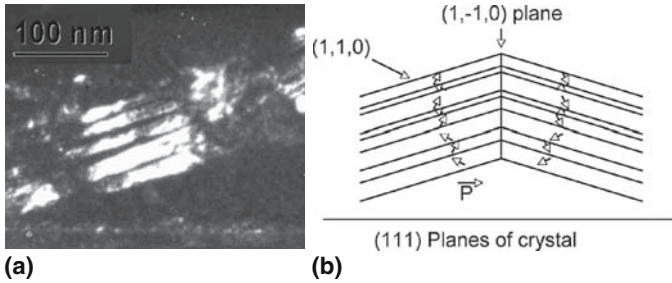 100 nm
(a)
(1,-1,0) plane
(1,1,0)
P
(111) Planes of crystal
(b)